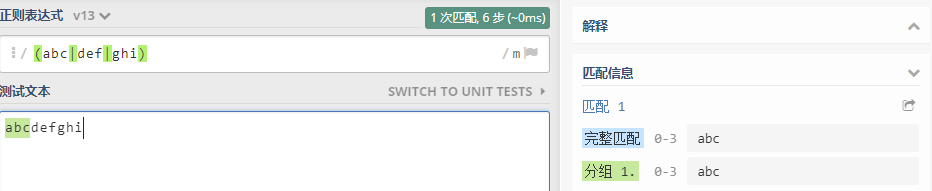 正则表达式 v13
1 次匹配, 6 步 (~0ms)
/ (abc|def|ghi)
/ m
测试文本
SWITCH TO UNIT TESTS
abcdefghi
解释
匹配信息
匹配 1
完整匹配 0-3 abc
分组 1. 0-3 abc